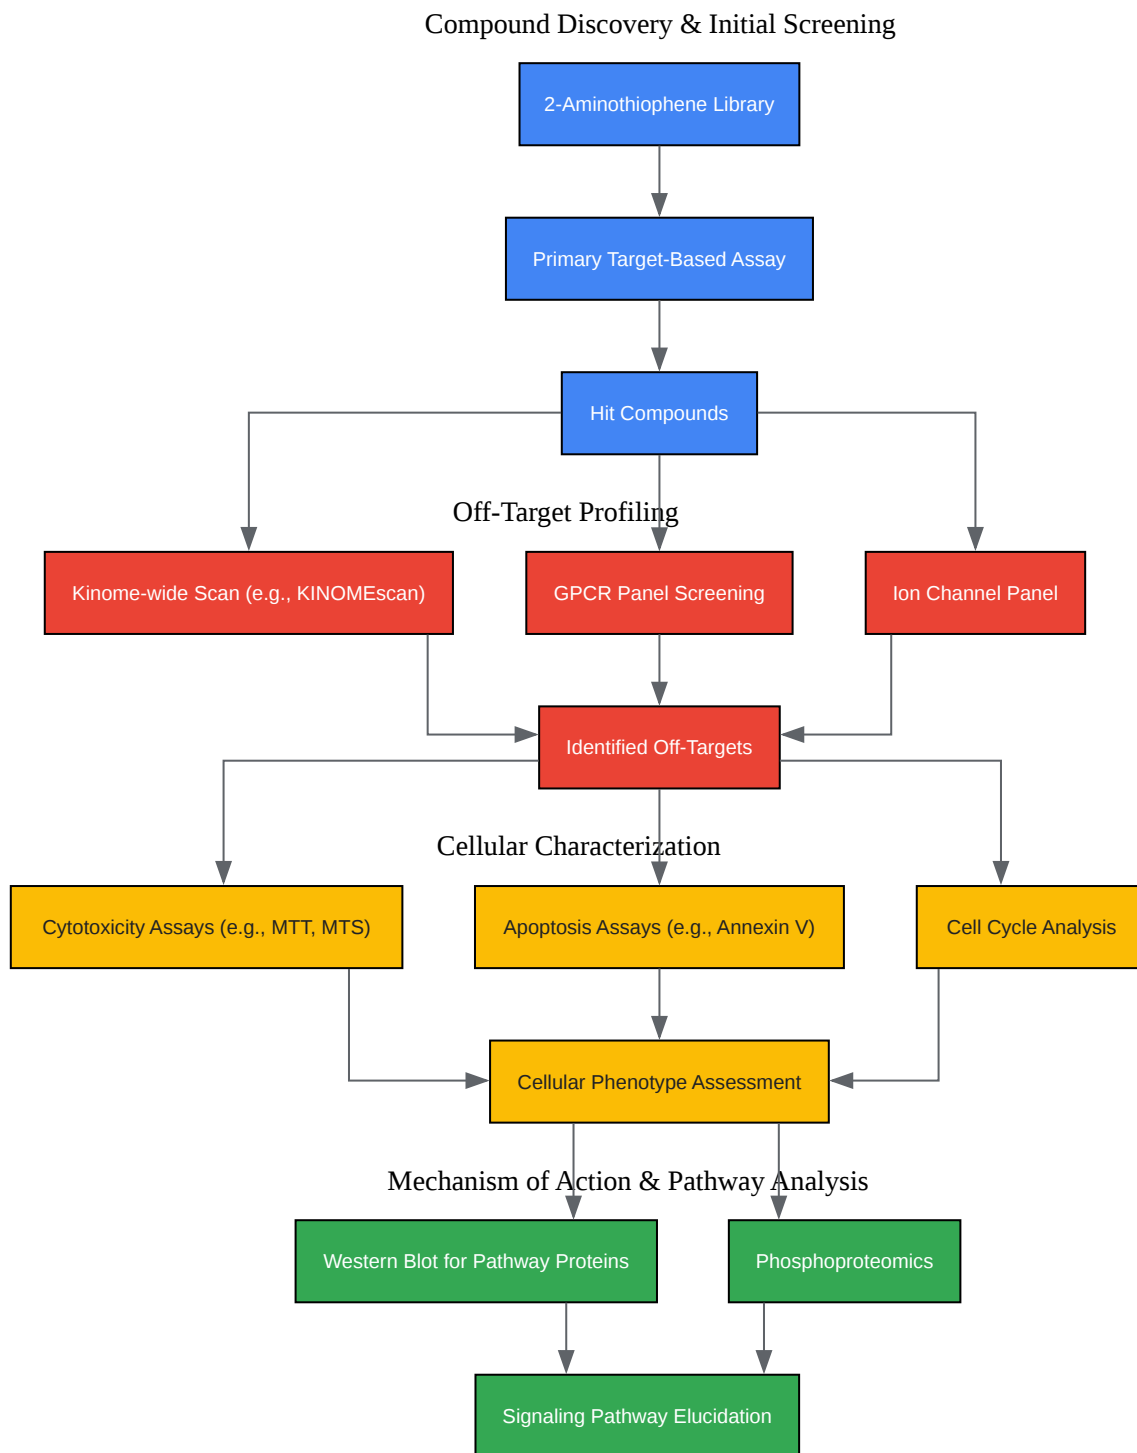 Compound Discovery & Initial Screening
2-Aminothiophene Library
Primary Target-Based Assay
Hit Compounds
Off-Target Profiling
Kinome-wide Scan (e.g., KINOMEscan)
GPCR Panel Screening
Ion Channel Panel
Identified Off-Targets
Cellular Characterization
Cytotoxicity Assays (e.g., MTT, MTS)
Apoptosis Assays (e.g., Annexin V)
Cell Cycle Analysis
Cellular Phenotype Assessment
Mechanism of Action & Pathway Analysis
Western Blot for Pathway Proteins
Phosphoproteomics
Signaling Pathway Elucidation